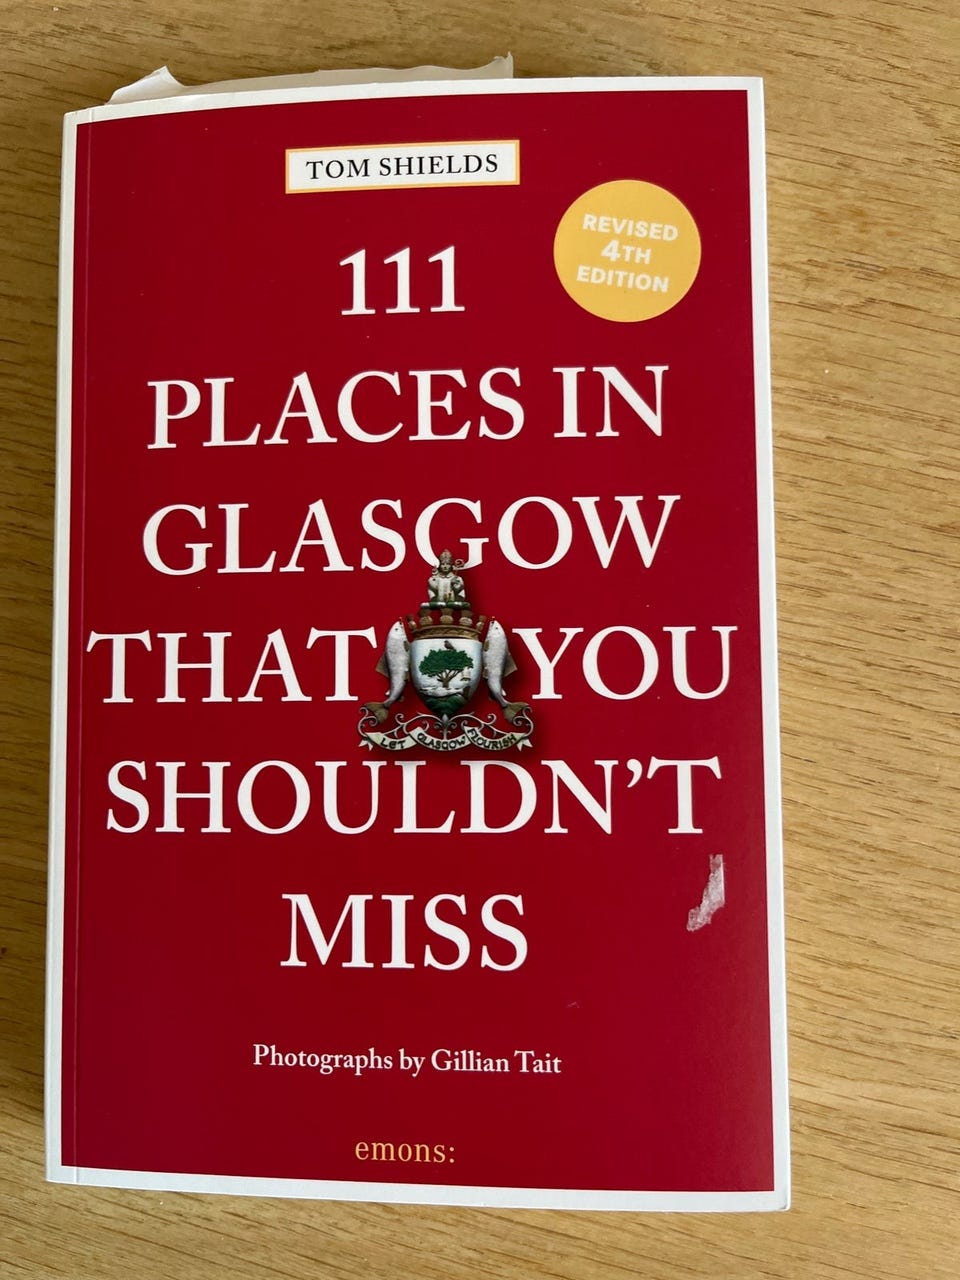 TOM SHIELDS
REVISED
4TH
EDITION
111
PLACES IN
GLASGOW
THAT YOU
LET GLASGOW FLOURISH
SHOULDN'T
MISS
Photographs by Gillian Tait
emons: